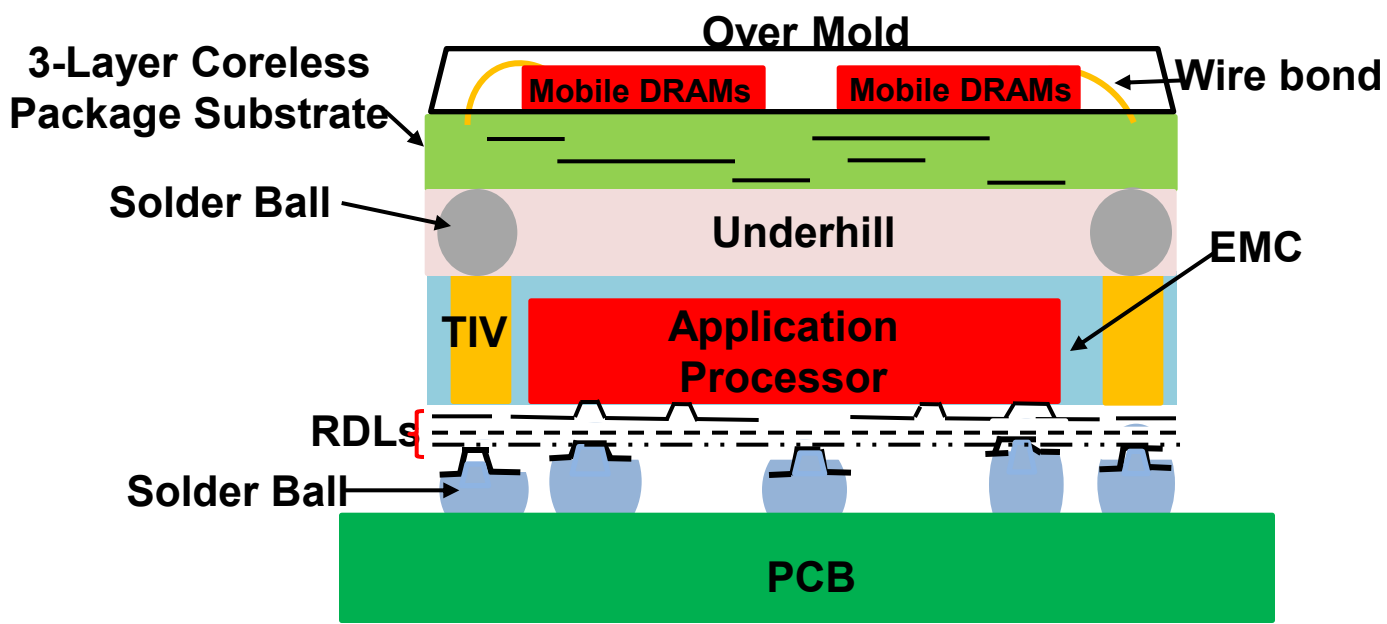 Over Mold
3-Layer Coreless
Package Substrate
Mobile DRAMs
Mobile DRAMs
Wire bond
Solder Ball
Underhill
EMC
TIV
Application
Processor
RDLs
Solder Ball
PCB